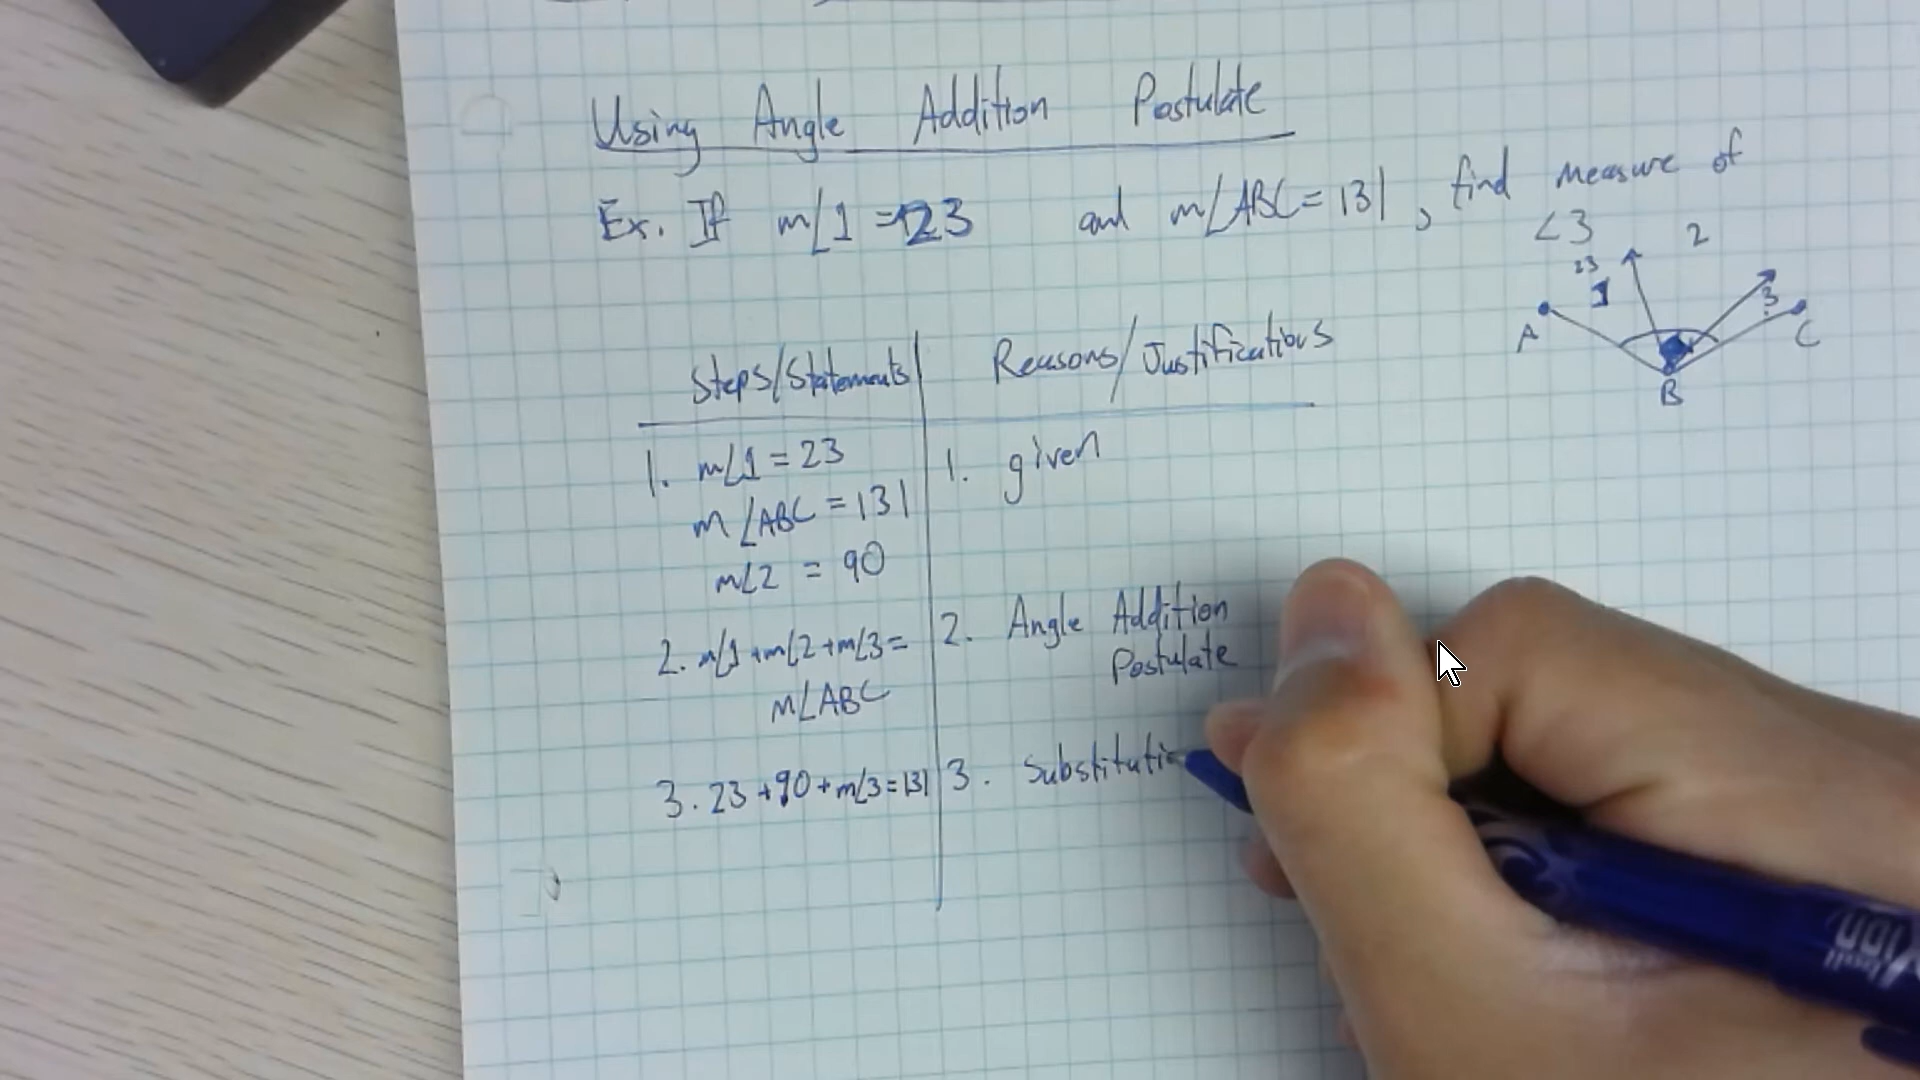 Using Angle Addition Postulate
Ex. If m∠1 = 23 and m∠ABC = 131, find measure of
∠3
2
23
1
3
A
C
B
Steps/Statements
Reasons/Justifications
1. m∠1 = 23
1. given
m∠ABC = 131
m∠2 = 90
2. m∠1 + m∠2 + m∠3 =
m∠ABC
2. Angle Addition
Postulate
3. 23 + 90 + m∠3 = 131
3. Substituti